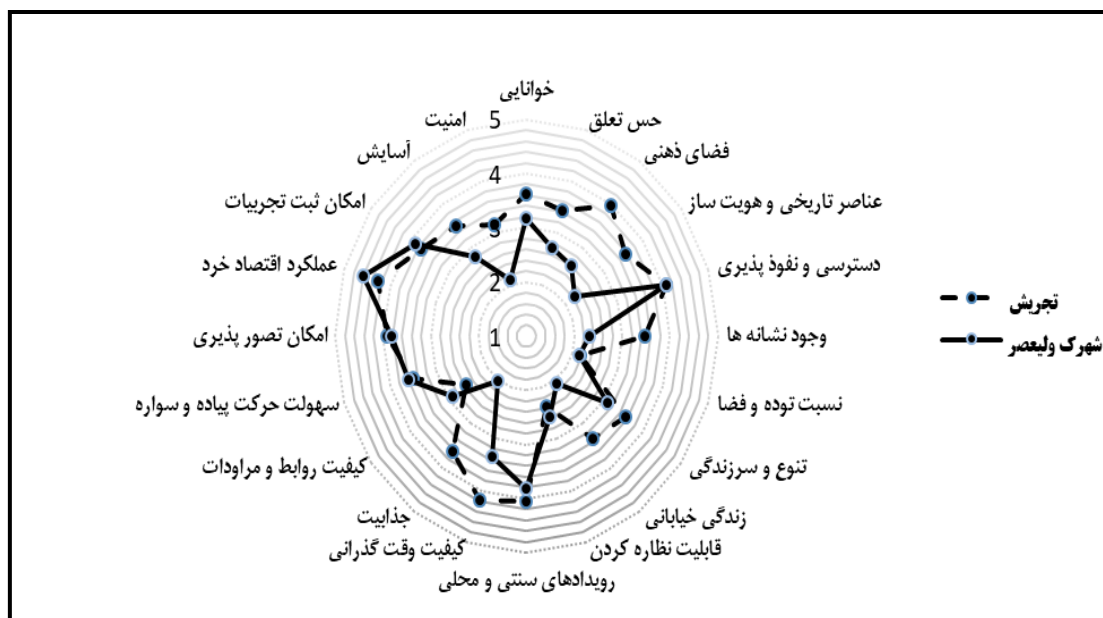 خوانایی
حس تعلق
فضای ذهنی
عناصر تاریخی و هویت ساز
دسترسی و نفوذ پذیری
وجود نشانه ها
نسبت توده و فضا
تنوع و سرزندگی
زندگی خیابانی
قابلیت نظاره کردن
رویدادهای سنتی و محلی
کیفیت وقت گذرانی
جذابیت
کیفیت روابط و مراودات
سهولت حرکت پیاده و سواره
امکان تصور پذیری
عملکرد اقتصاد خرد
امکان ثبت تجربیات
آسایش
امنیت
5
4
3
2
1
تجریش
شهرک ولیعصر